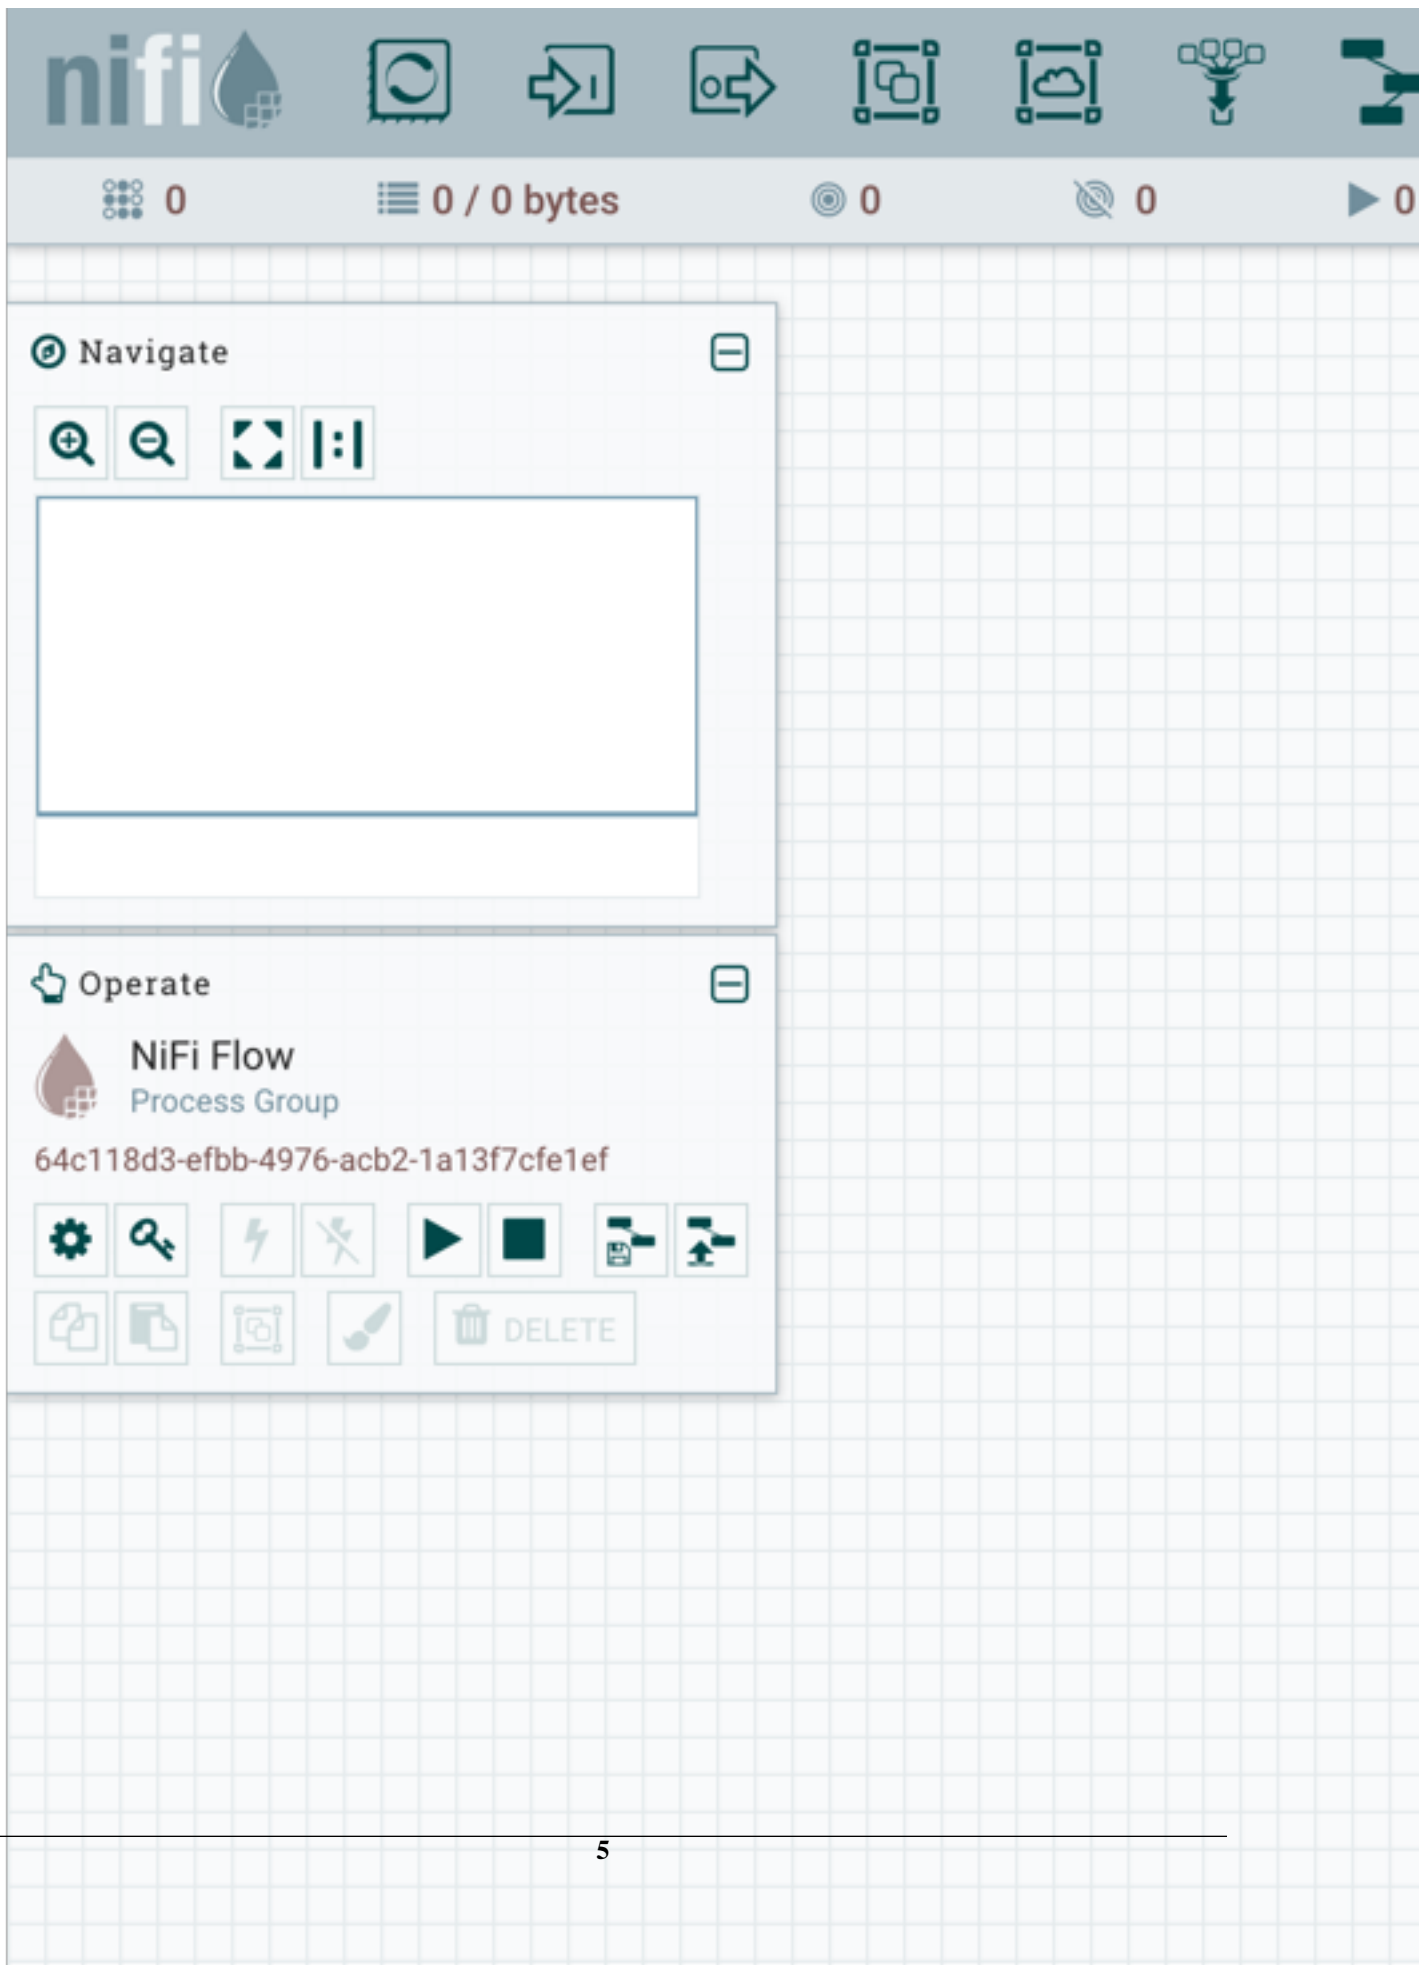 nifi
0 0 / 0 bytes 0 0 0
Navigate
Operate
NiFi Flow
Process Group
64c118d3-efbb-4976-acb2-1a13f7cfe1ef
DELETE
5